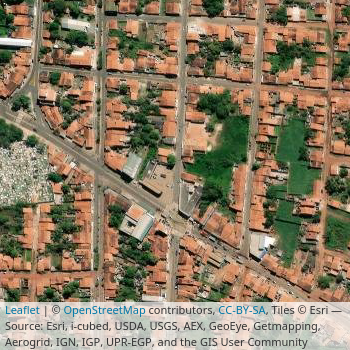 Leaflet | © OpenStreetMap contributors, CC-BY-SA, Tiles © Esri —
Source: Esri, i-cubed, USDA, USGS, AEX, GeoEye, Getmapping,
Aerogrid, IGN, IGP, UPR-EGP, and the GIS User Community